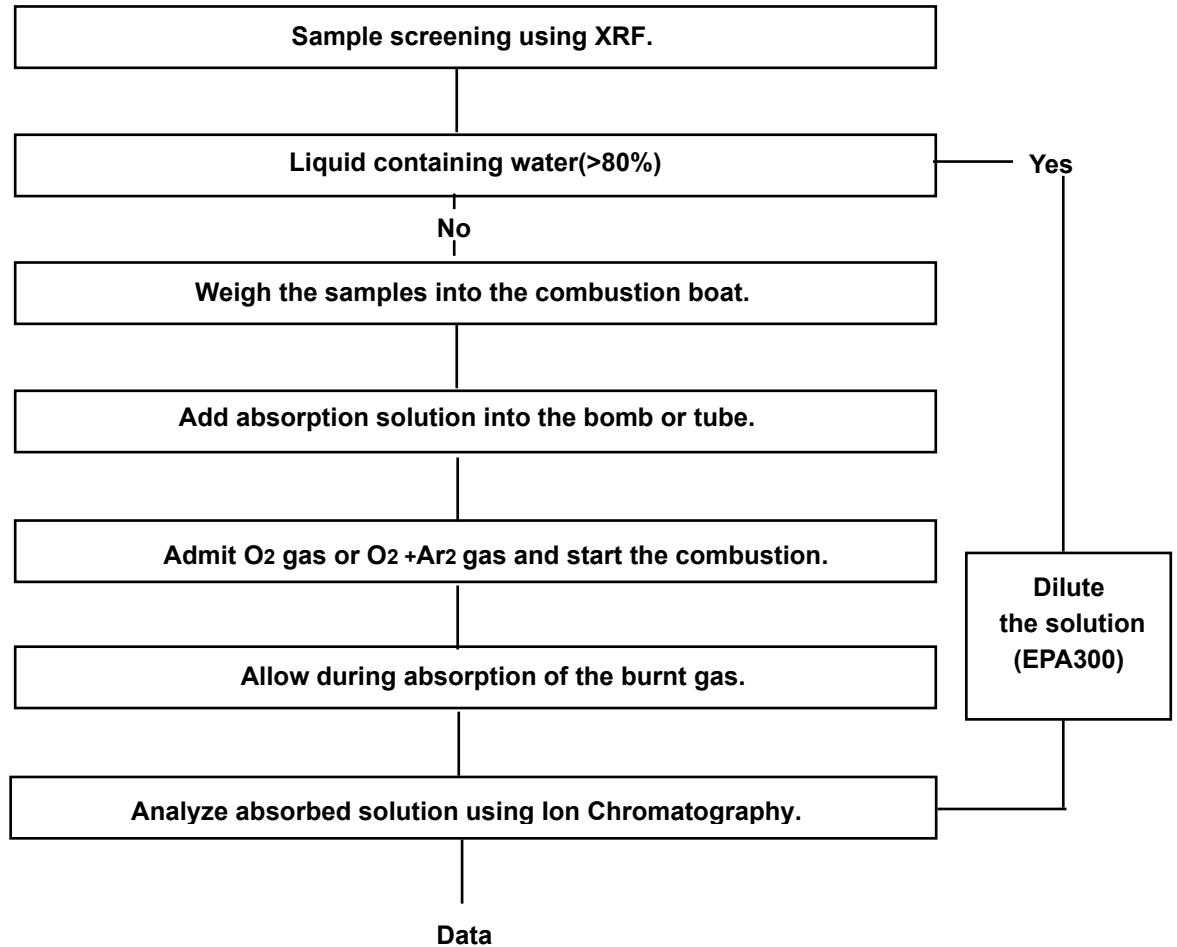 Sample screening using XRF.
Liquid containing water(>80%)
Yes
No
Weigh the samples into the combustion boat.
Add absorption solution into the bomb or tube.
Admit O2 gas or O2 +Ar2 gas and start the combustion.
Dilute
the solution
(EPA300)
Allow during absorption of the burnt gas.
Analyze absorbed solution using Ion Chromatography.
Data